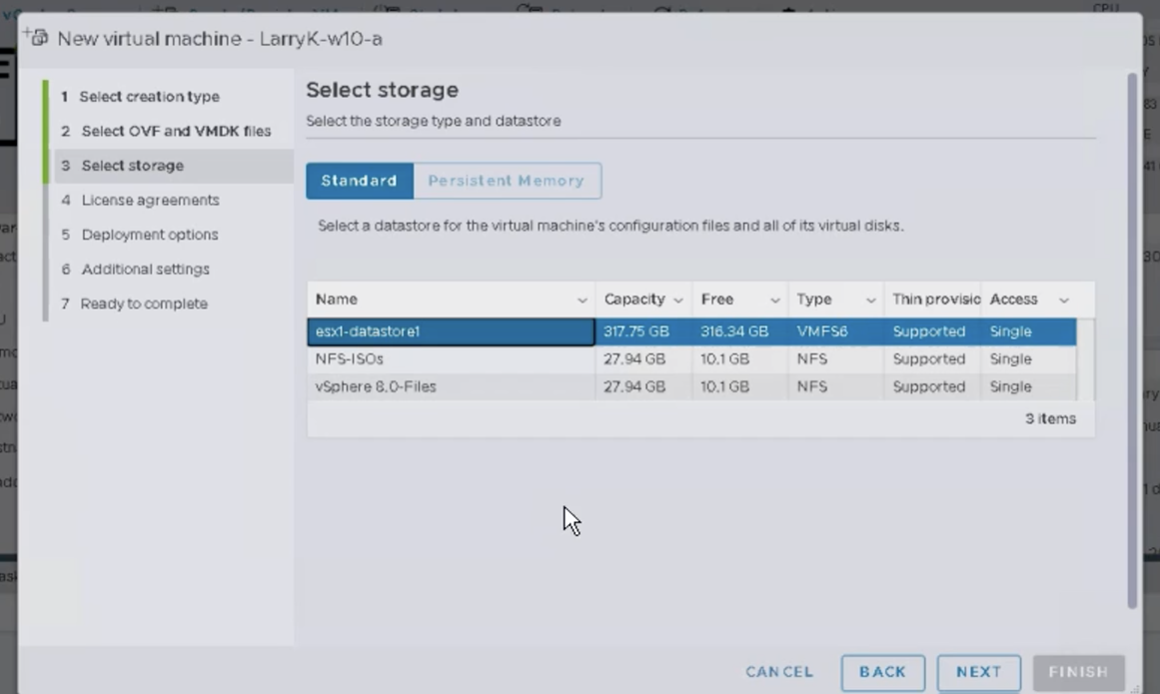 New virtual machine - LarryK-w10-a
1 Select creation type
2 Select OVF and VMDK files
3 Select storage
4 License agreements
5 Deployment options
6 Additional settings
7 Ready to complete
Select storage
Select the storage type and datastore
Standard Persistent Memory
Select a datastore for the virtual machine's configuration files and all of its virtual disks.
Name Capacity Free Type Thin provisic Access
esx1-datastore1 317.75 GB 316.34 GB VMFS6 Supported Single
NFS-ISOs 27.94 GB 10.1 GB NFS Supported Single
vSphere 8.0-Files 27.94 GB 10.1 GB NFS Supported Single
3 items
CANCEL BACK NEXT FINISH